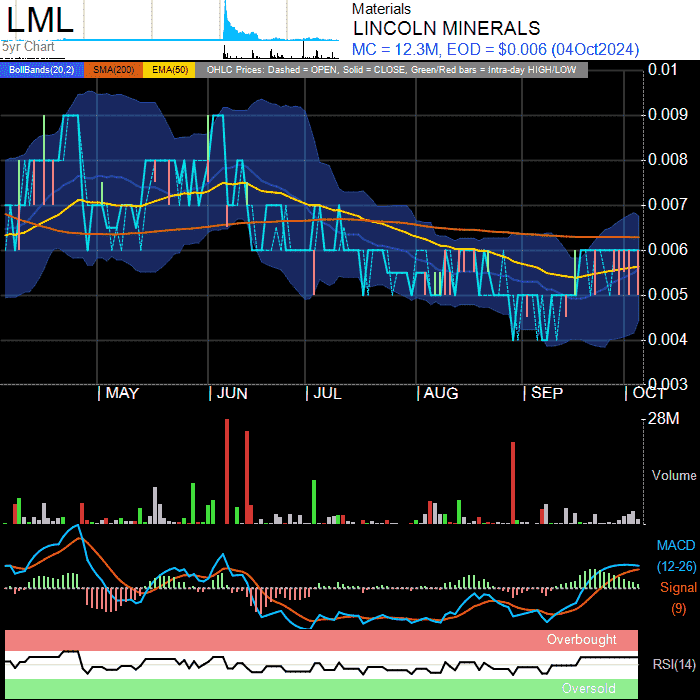 LML
Materials
LINCOLN MINERALS
5yr Chart
MC = 12.3M, EOD = $0.006 (04Oct2024)
BollBands(20,2) SMA(200) EMA(50) OHLC Prices: Dashed = OPEN, Solid = CLOSE, Green/Red bars = Intra-day HIGH/LOW
0.01
0.009
0.008
0.007
0.006
0.005
0.004
0.003
MAY JUN JUL AUG SEP OCT
28M
Volume
MACD
(12-26)
Signal
(9)
Overbought
RSI(14)
Oversold